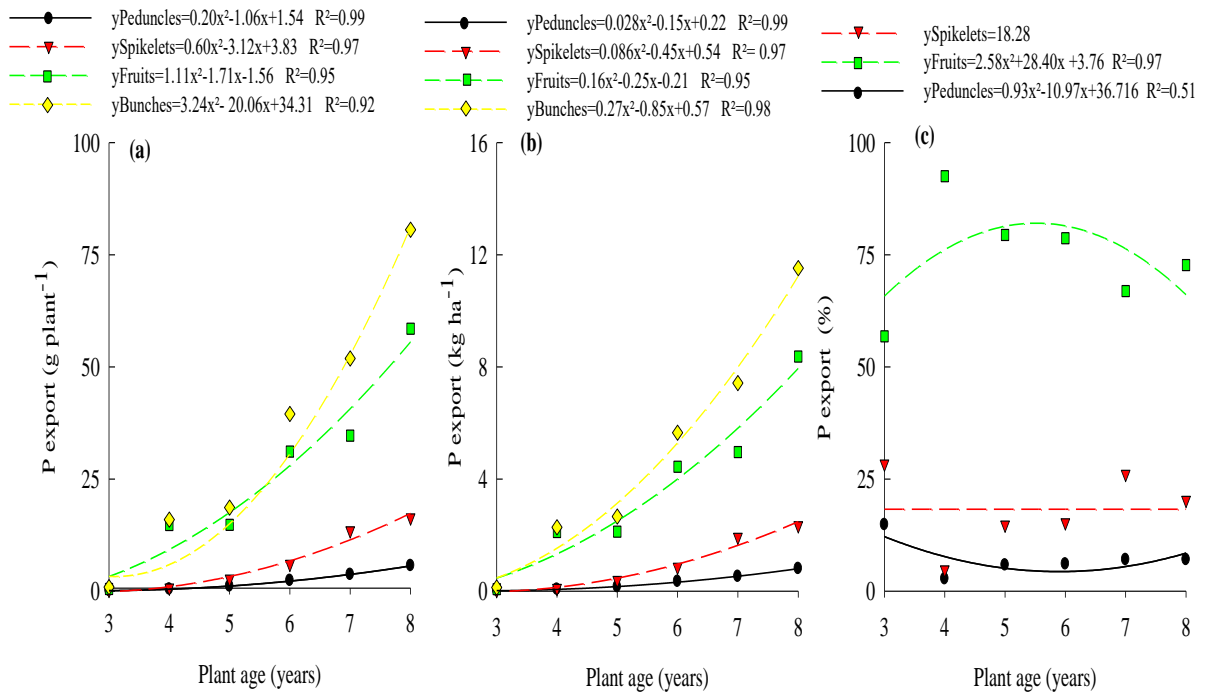 yPeduncles=0.20x²-1.06x+1.54 R²=0.99
ySpikelets=0.60x²-3.12x+3.83 R²=0.97
yFruits=1.11x²-1.71x-1.56 R²=0.95
yBunches=3.24x²- 20.06x+34.31 R²=0.92
yPeduncles=0.028x²-0.15x+0.22 R²=0.99
ySpikelets=0.086x²-0.45x+0.54 R²= 0.97
yFruits=0.16x²-0.25x-0.21 R²=0.95
yBunches=0.27x²-0.85x+0.57 R²=0.98
ySpikelets=18.28
yFruits=2.58x²+28.40x +3.76 R²=0.97
yPeduncles=0.93x²-10.97x+36.716 R²=0.51
(a)
P export (g plant⁻¹)
100
75
50
25
0
3 4 5 6 7 8
Plant age (years)
(b)
P export (kg ha⁻¹)
16
12
8
4
0
3 4 5 6 7 8
Plant age (years)
(c)
P export (%)
100
75
50
25
0
3 4 5 6 7 8
Plant age (years)